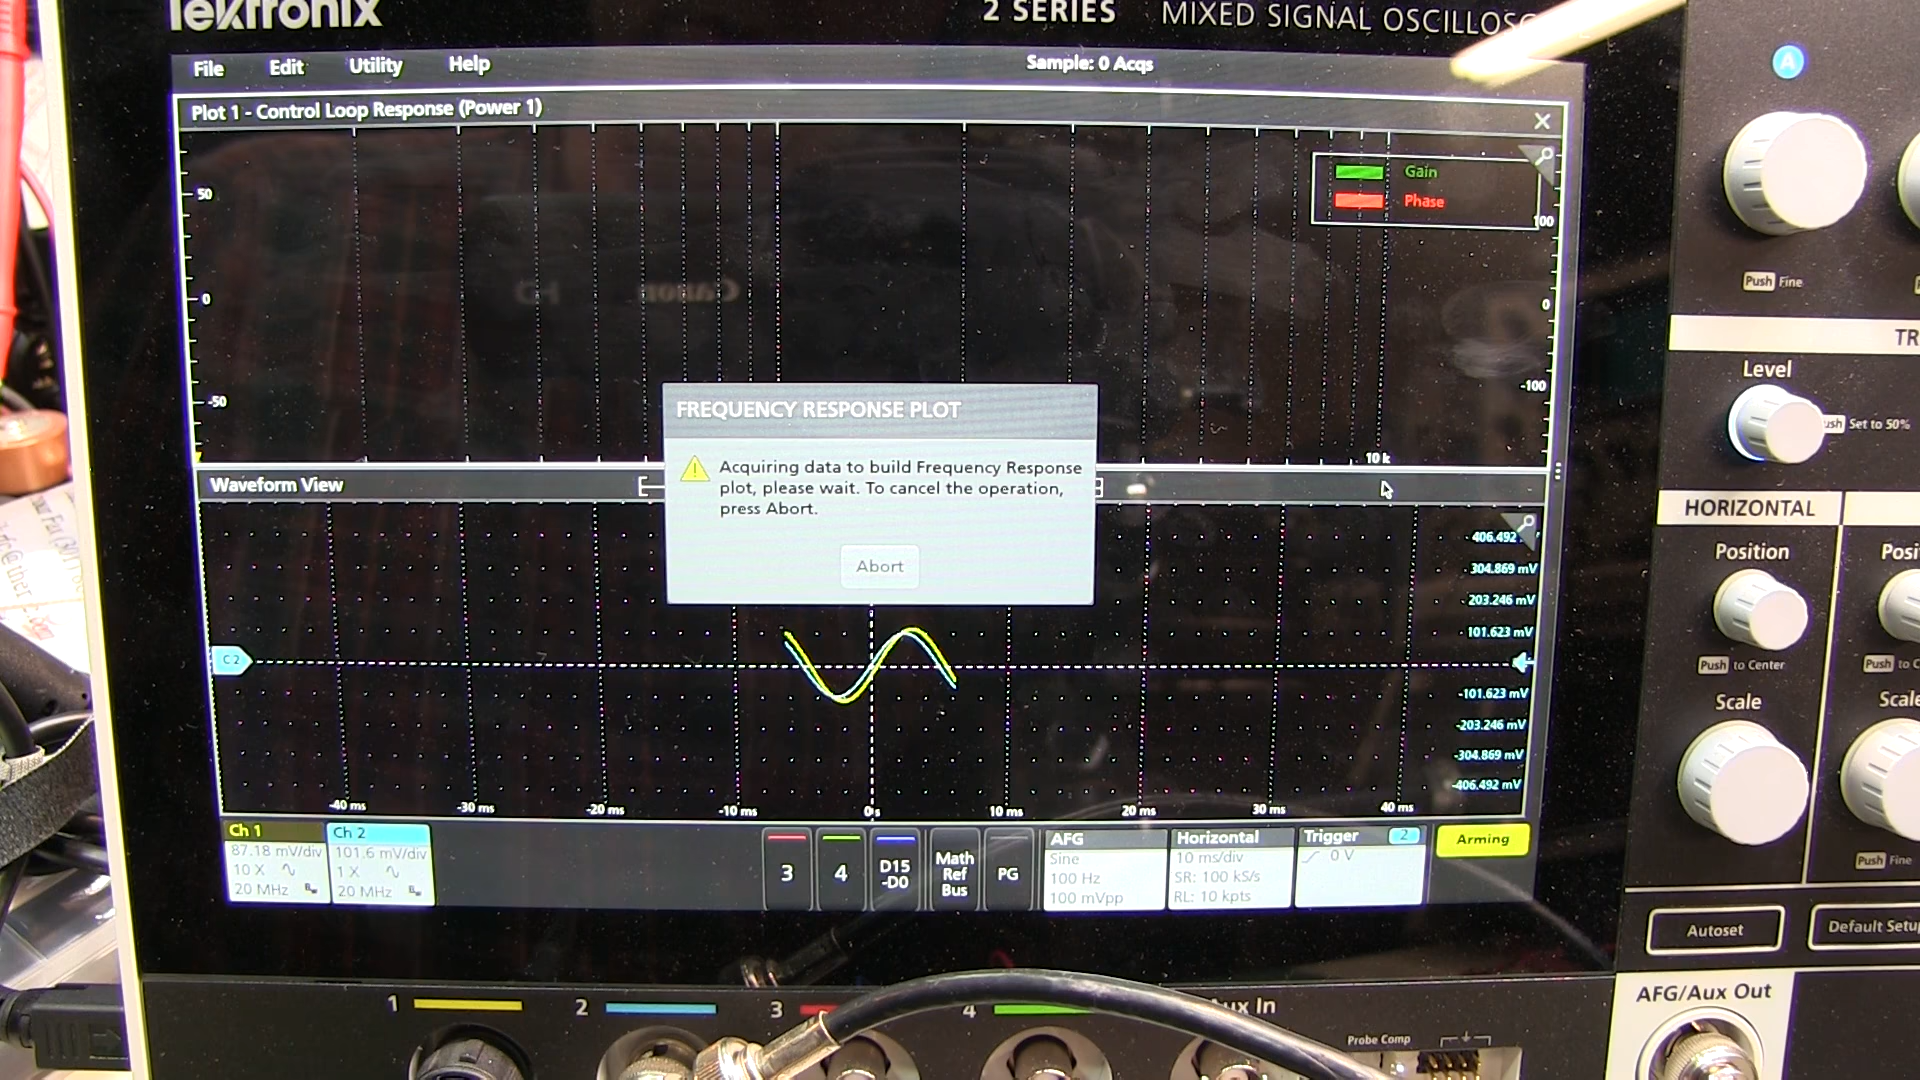 Tektronix
2 SERIES MIXED SIGNAL
File Edit Utility Help
Sample: 0 Acqs
Plot 1 - Control Loop Response (Power 1)
Gain
Phase
50
0
-50
100
0
-100
10 k
FREQUENCY RESPONSE PLOT
Acquiring data to build Frequency Response
plot, please wait. To cancel the operation,
press Abort.
Abort
Waveform View
406.492
304.869 mV
203.246 mV
101.623 mV
-101.623 mV
-203.246 mV
-304.869 mV
-406.492 mV
C 2
-40 ms -30 ms -20 ms -10 ms 0 s 10 ms 20 ms 30 ms 40 ms
Ch 1
87.18 mV/div
10 X
20 MHz
Ch 2
101.6 mV/div
1 X
20 MHz
3
4
D15
-D0
Math
Ref
Bus
PG
AFG
Sine
100 Hz
100 mVpp
Horizontal
10 ms/div
SR: 100 kS/s
RL: 10 kpts
Trigger 2
0 V
Arming
A
Push Fine
TR
Level
Push Set to 50%
HORIZONTAL
Position
Push to Center
Scale
Push Fine
Autoset
Default Setup
AFG/Aux Out
1
2
3
4
Aux In
Probe Comp
Canon
HD